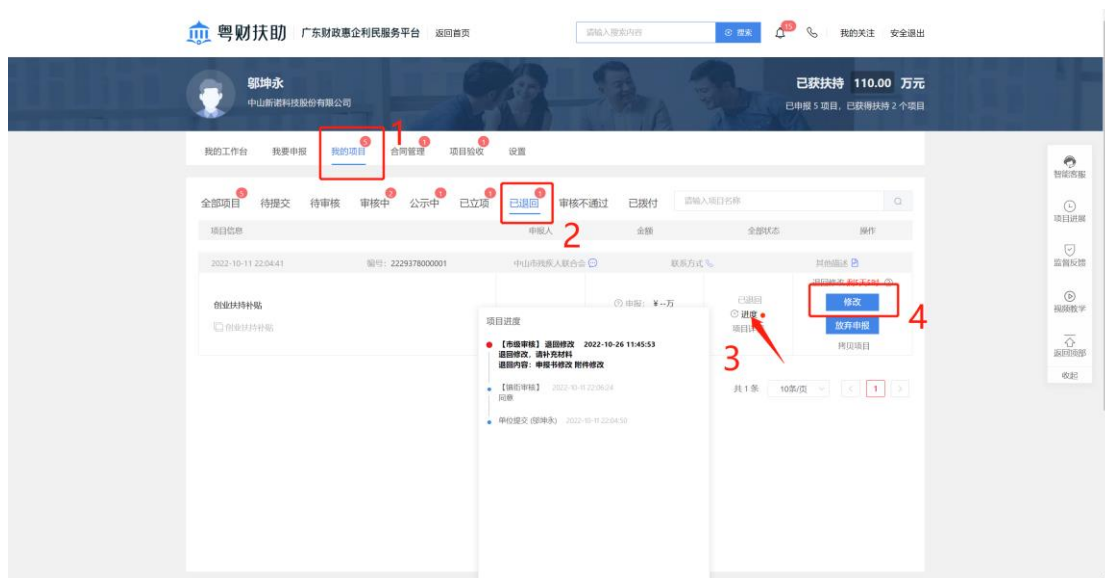 粤财扶助 广东财政惠企利民服务平台 返回首页 请输入搜索内容 搜索 15 我的关注 安全退出
邬坤永
中山新诺科技股份有限公司
已获扶持 110.00 万元
已申报 5 项目，已获得扶持 2 个项目
1
我的工作台 我要申报 我的项目 5 合同管理 1 项目验收 1 设置
全部项目 5 待提交 待审核 审核中 2 公示中 1 已立项 1 已退回 1 审核不通过 已拨付 请输入项目名称
2
项目信息 申报人 金额 全部状态 操作
2022-10-11 22:04:41 编号: 2229378000001 中山市残疾人联合会 联系方式 其他描述
创业扶持补贴
创业扶持补贴
申报: ¥--万
已退回
进度
修改
放弃申报
拷贝项目
3
4
项目进度
【市级审核】 退回修改 2022-10-26 11:45:53
退回修改，请补充材料
退回内容: 申报书修改 附件修改
【镇街审核】 2022-10-11 22:06:24
同意
单位提交 (邬坤永) 2022-10-11 22:04:50
共 1 条 10条/页 1
智能客服
项目进展
监督反馈
视频教学
返回顶部
收起